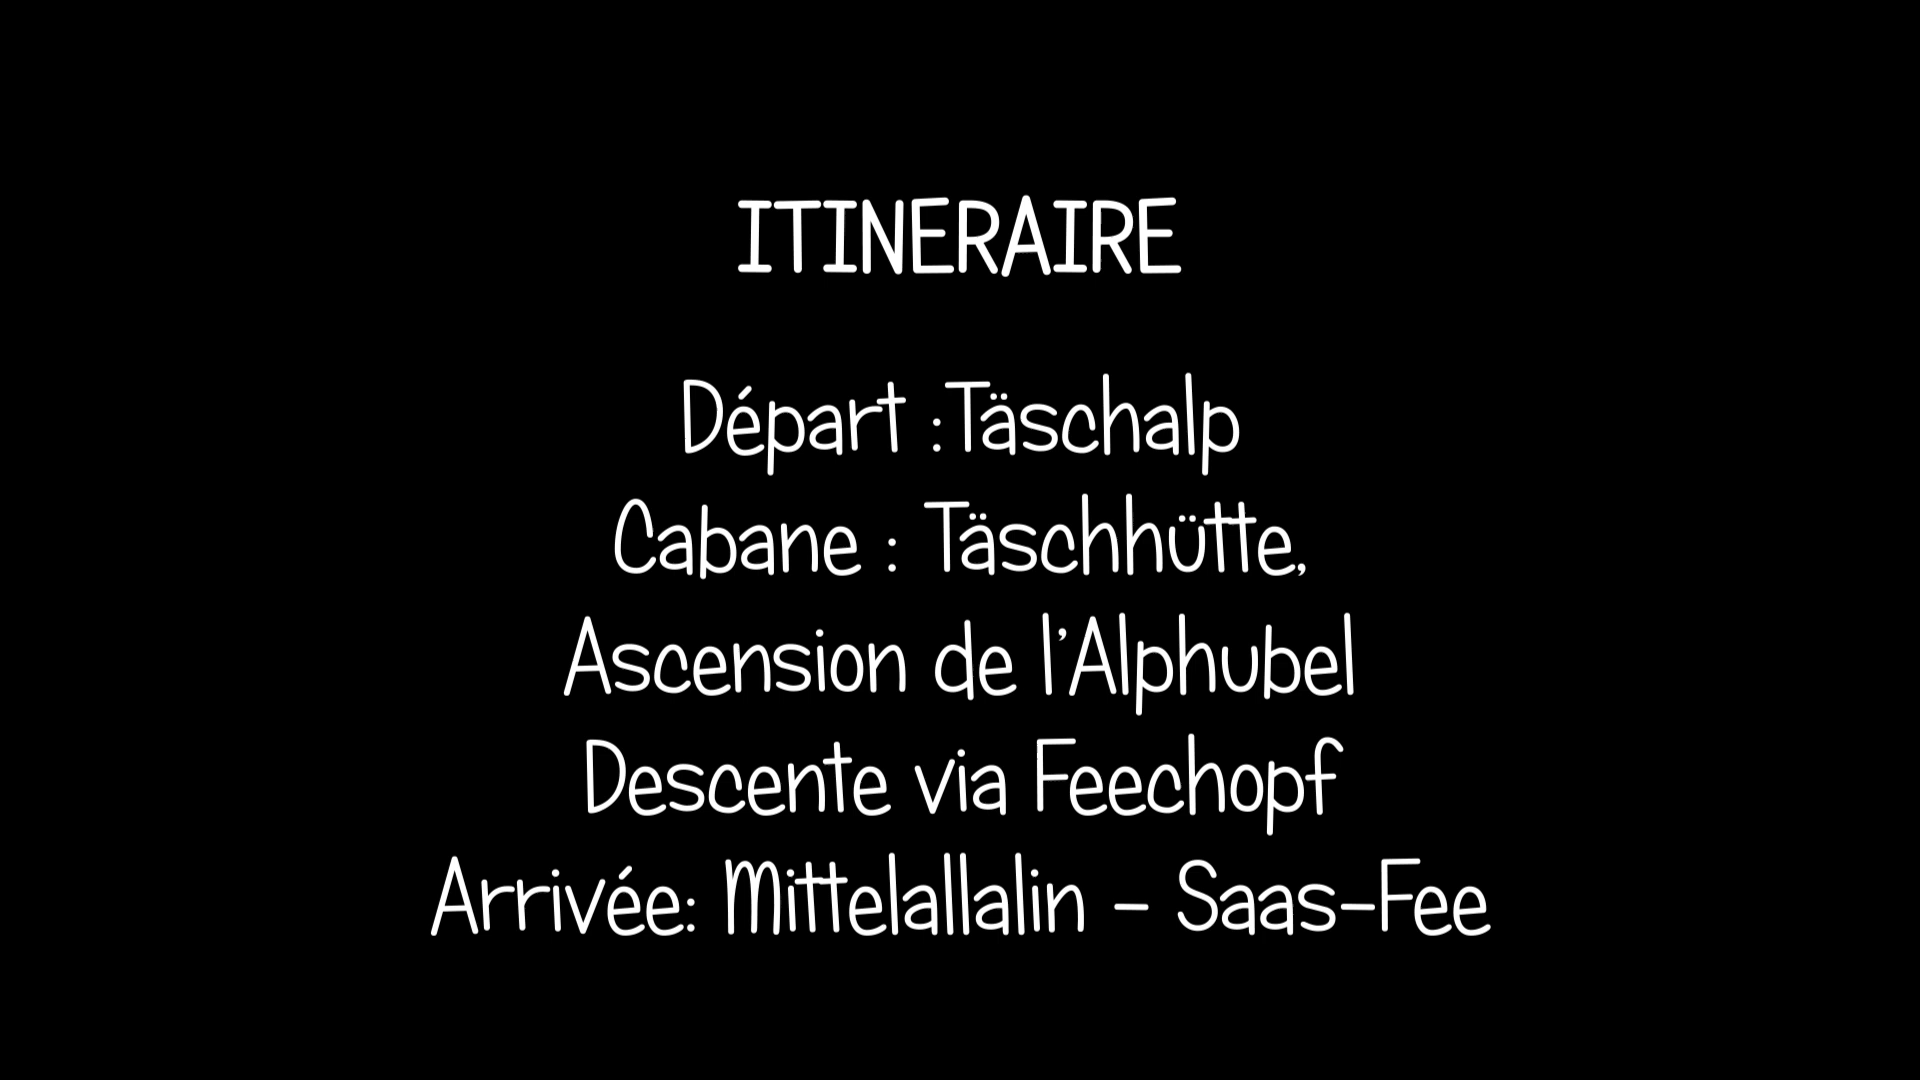 ITINERAIRE
Départ :Täschalp
Cabane : Täschhütte,
Ascension de l'Alphubel
Descente via Feechopf
Arrivée: Mittelallalin - Saas-Fee